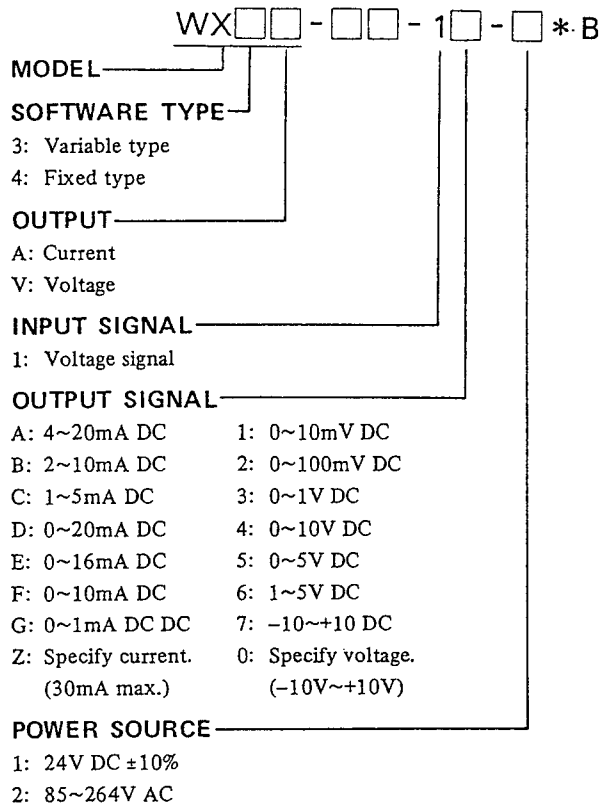 WX□□-□□-1□-□*B
MODEL
SOFTWARE TYPE
3: Variable type
4: Fixed type
OUTPUT
A: Current
V: Voltage
INPUT SIGNAL
1: Voltage signal
OUTPUT SIGNAL
A: 4~20mA DC
B: 2~10mA DC
C: 1~5mA DC
D: 0~20mA DC
E: 0~16mA DC
F: 0~10mA DC
G: 0~1mA DC DC
Z: Specify current.
(30mA max.)
1: 0~10mV DC
2: 0~100mV DC
3: 0~1V DC
4: 0~10V DC
5: 0~5V DC
6: 1~5V DC
7: –10~+10 DC
0: Specify voltage.
(–10V~+10V)
POWER SOURCE
1: 24V DC ±10%
2: 85~264V AC